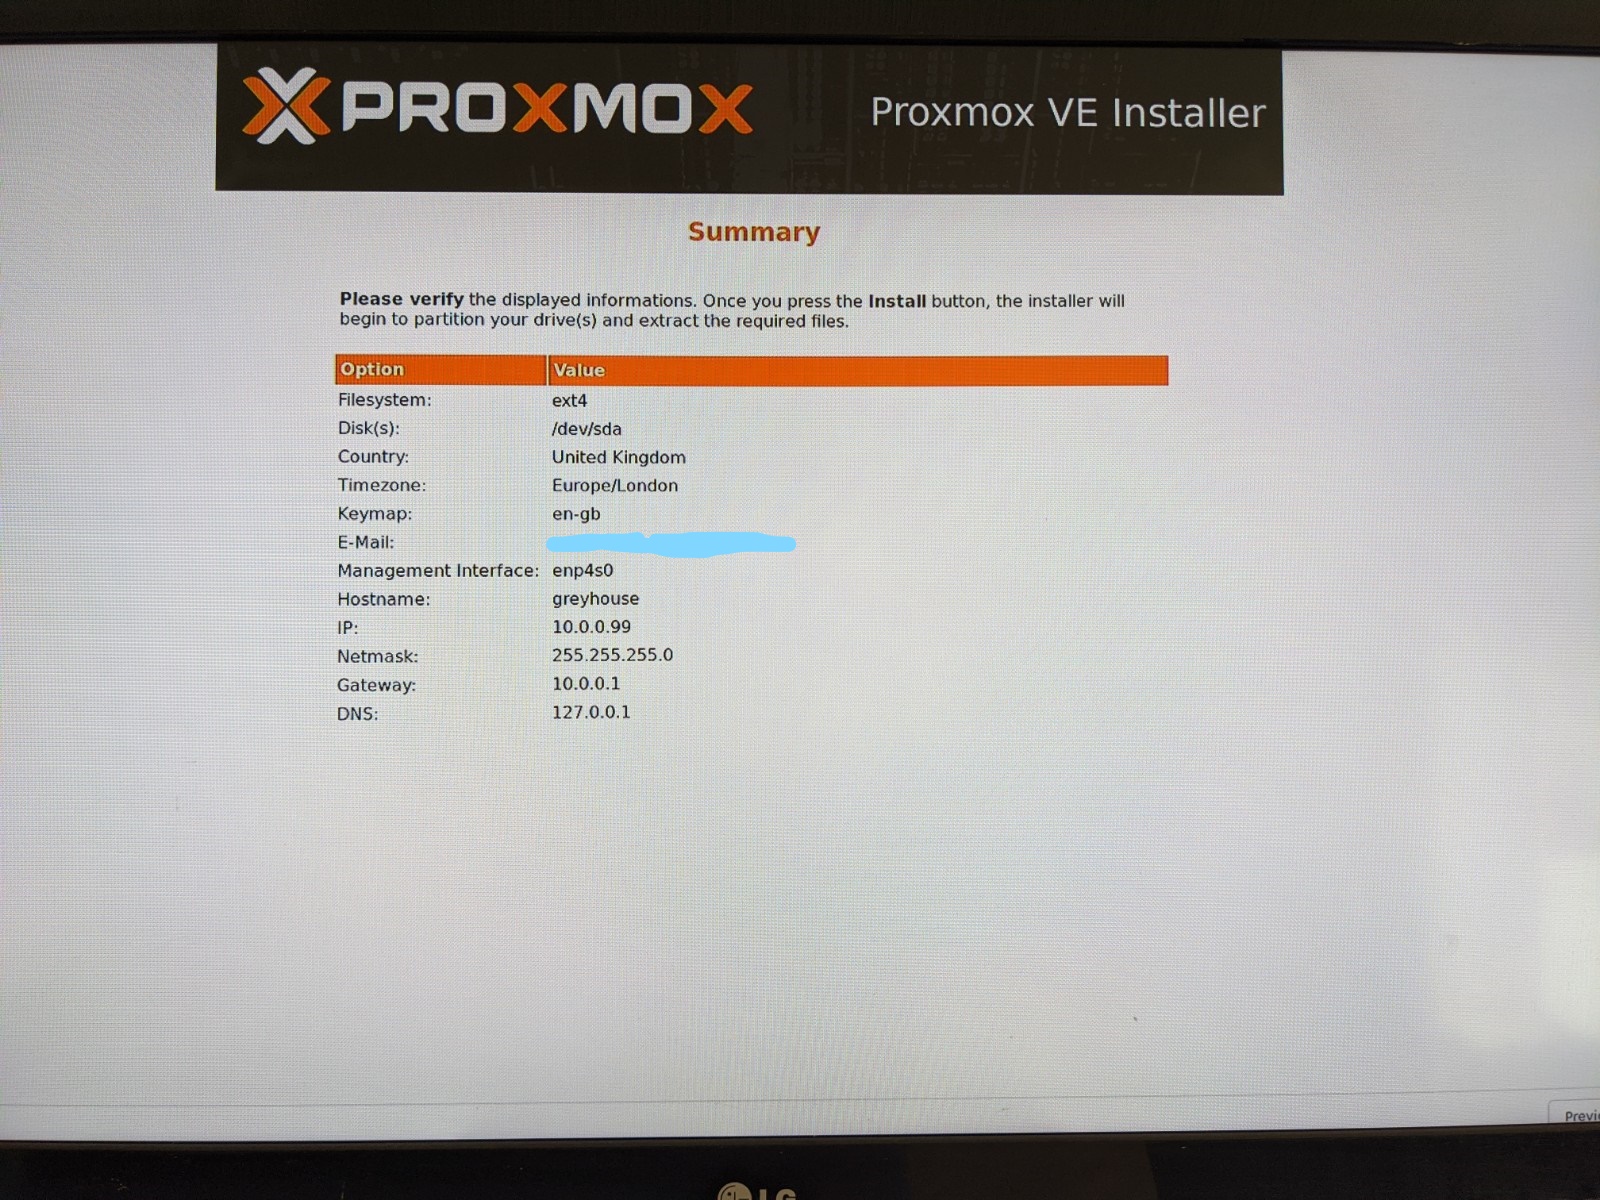 PROXMOX Proxmox VE Installer
Summary
Please verify the displayed informations. Once you press the Install button, the installer will
begin to partition your drive(s) and extract the required files.
Option Value
Filesystem: ext4
Disk(s): /dev/sda
Country: United Kingdom
Timezone: Europe/London
Keymap: en-gb
E-Mail:
Management Interface: enp4s0
Hostname: greyhouse
IP: 10.0.0.99
Netmask: 255.255.255.0
Gateway: 10.0.0.1
DNS: 127.0.0.1
LG